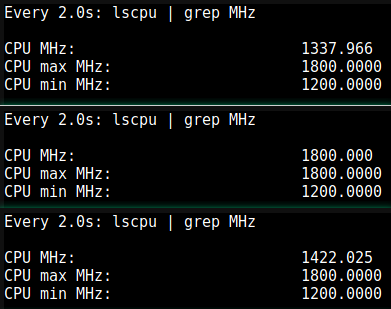 Every 2.0s: lscpu | grep MHz
CPU MHz: 1337.966
CPU max MHz: 1800.0000
CPU min MHz: 1200.0000
Every 2.0s: lscpu | grep MHz
CPU MHz: 1800.000
CPU max MHz: 1800.0000
CPU min MHz: 1200.0000
Every 2.0s: lscpu | grep MHz
CPU MHz: 1422.025
CPU max MHz: 1800.0000
CPU min MHz: 1200.0000